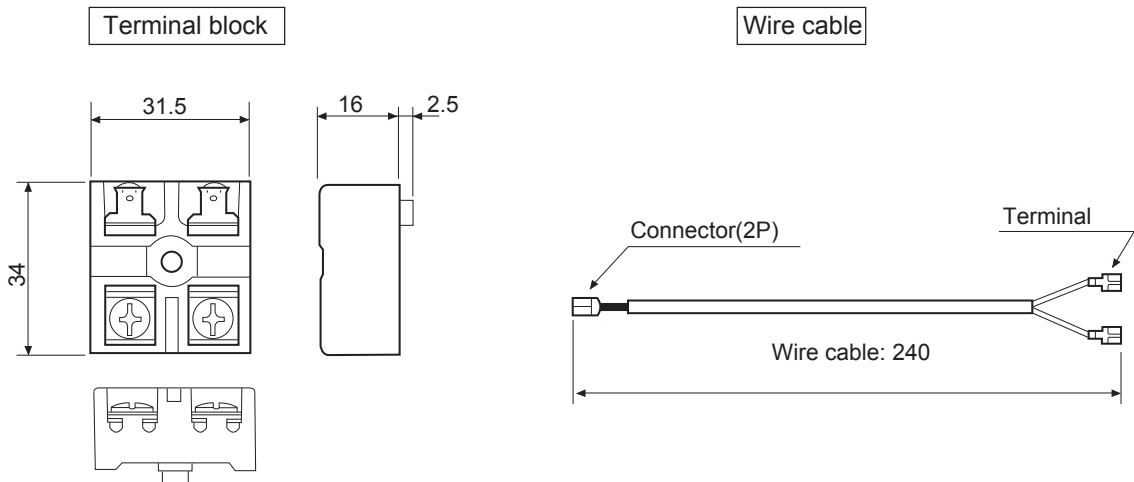 Terminal block
Wire cable
31.5
16
2.5
34
Connector(2P)
Terminal
Wire cable: 240